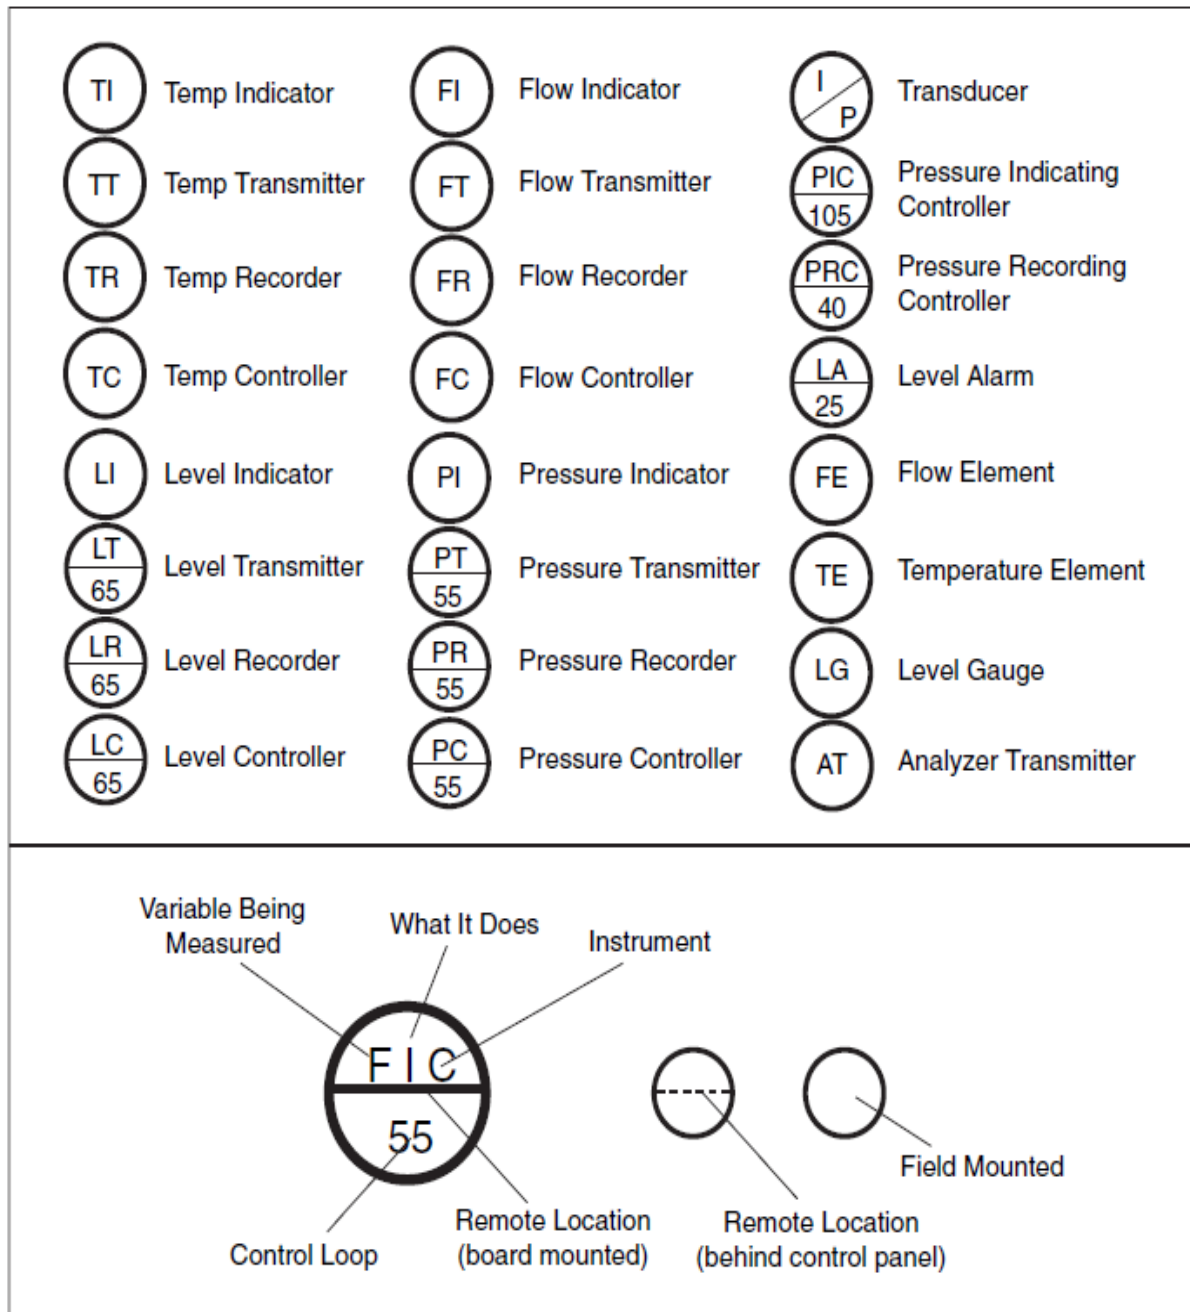 TI Temp Indicator
TT Temp Transmitter
TR Temp Recorder
TC Temp Controller
LI Level Indicator
LT
65
Level Transmitter
LR
65
Level Recorder
LC
65
Level Controller
FI Flow Indicator
FT Flow Transmitter
FR Flow Recorder
FC Flow Controller
PI Pressure Indicator
PT
55
Pressure Transmitter
PR
55
Pressure Recorder
PC
55
Pressure Controller
I
P
Transducer
PIC
105
Pressure Indicating
Controller
PRC
40
Pressure Recording
Controller
LA
25
Level Alarm
FE Flow Element
TE Temperature Element
LG Level Gauge
AT Analyzer Transmitter
Variable Being
Measured
What It Does
Instrument
F I C
55
Control Loop
Remote Location
(board mounted)
Remote Location
(behind control panel)
Field Mounted